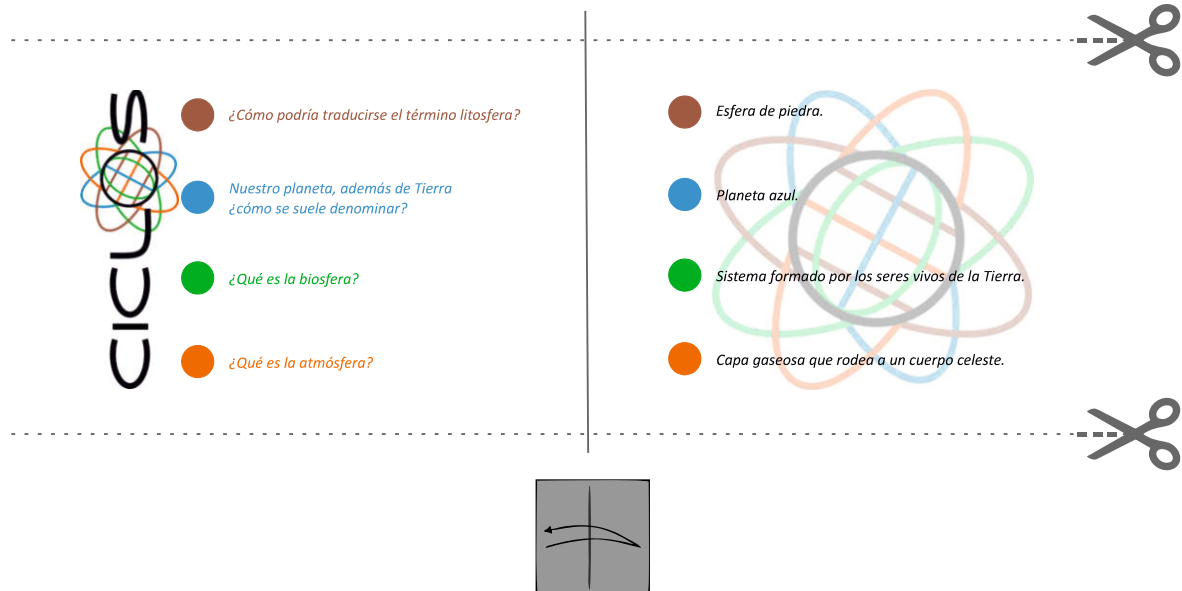 CICLOS
¿Cómo podría traducirse el término litosfera?
Nuestro planeta, además de Tierra
¿cómo se suele denominar?
¿Qué es la biosfera?
¿Qué es la atmósfera?
Esfera de piedra.
Planeta azul.
Sistema formado por los seres vivos de la Tierra.
Capa gaseosa que rodea a un cuerpo celeste.